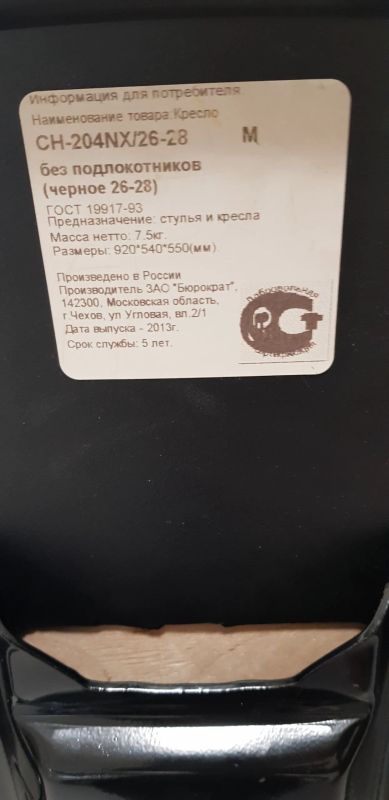 Информация для потребителя
Наименование товара:Кресло
CH-204NX/26-28 M
без подлокотников
(черное 26-28)
ГОСТ 19917-93
Предназначение: стулья и кресла
Масса нетто: 7,5кг.
Размеры: 920*540*550(мм).
Произведено в России
Производитель ЗАО "Бюрократ",
142300, Московская область,
г.Чехов, ул Угловая, вл.2/1
Дата выпуска - 2013г.
Срок службы: 5 лет.
Добровольная
сертификация